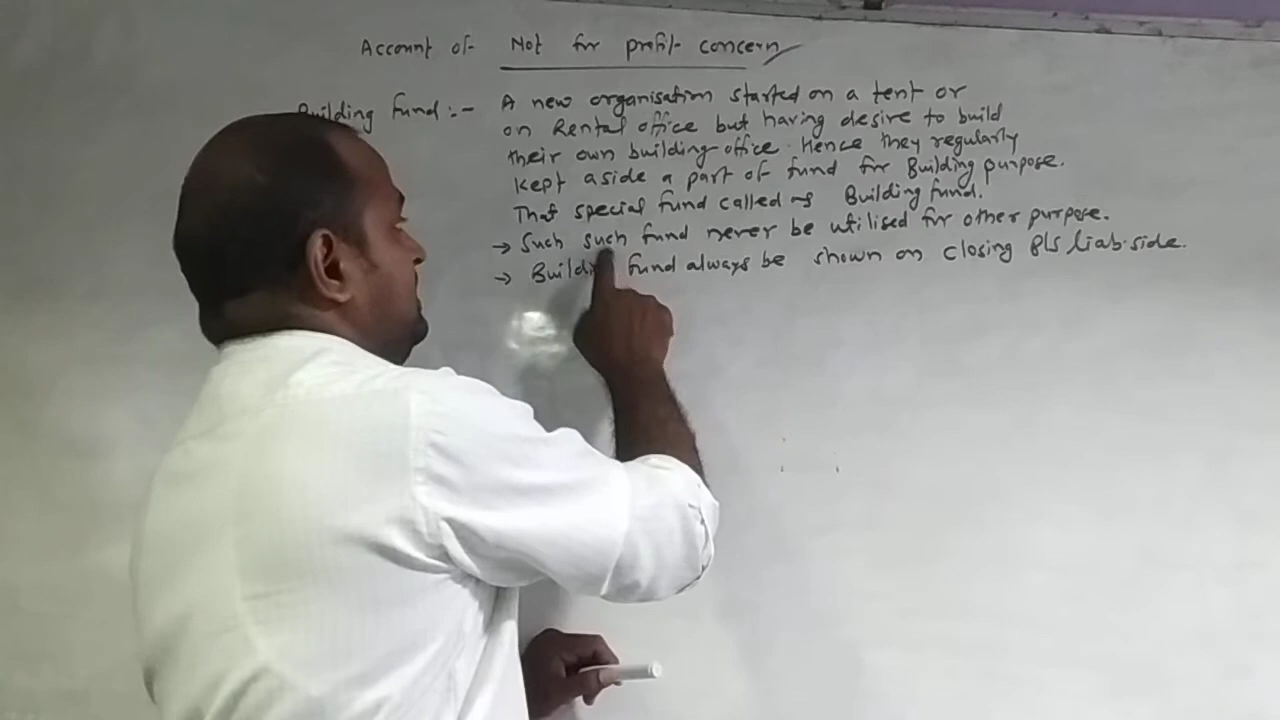 Account of Not for profit concern
Building fund :- A new organisation started on a tent or
on Rental office but having desire to build
their own building office. Hence they regularly
kept aside a part of fund for Building purpose.
That special fund called as Building fund.
→ Such such fund never be utilised for other purpose.
→ Building fund always be shown on closing B/s liab. side.